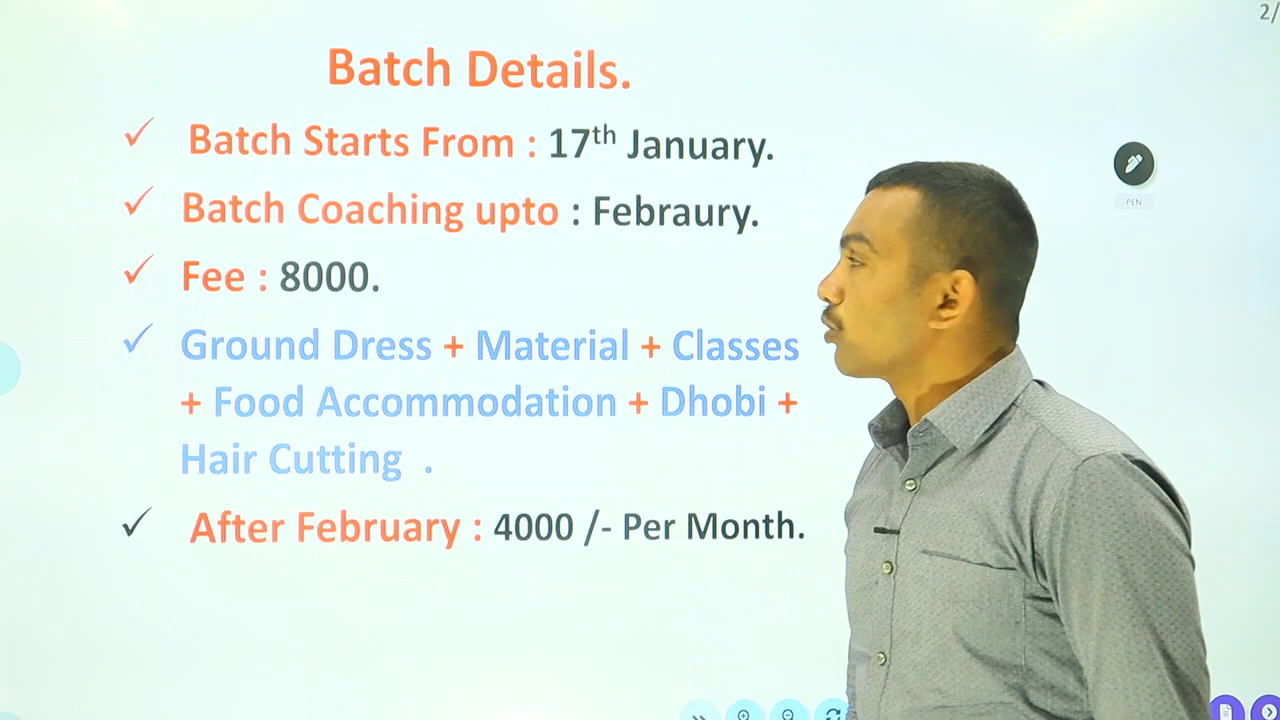 2/
Batch Details.
✓ Batch Starts From : 17th January.
✓ Batch Coaching upto : Febraury.
✓ Fee : 8000.
✓ Ground Dress + Material + Classes
+ Food Accommodation + Dhobi +
Hair Cutting .
✓ After February : 4000 /- Per Month.
PEN